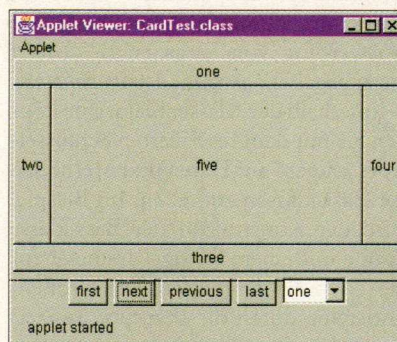 Applet Viewer: CardTest.class
Applet
one
two five four
three
first next previous last one
applet started